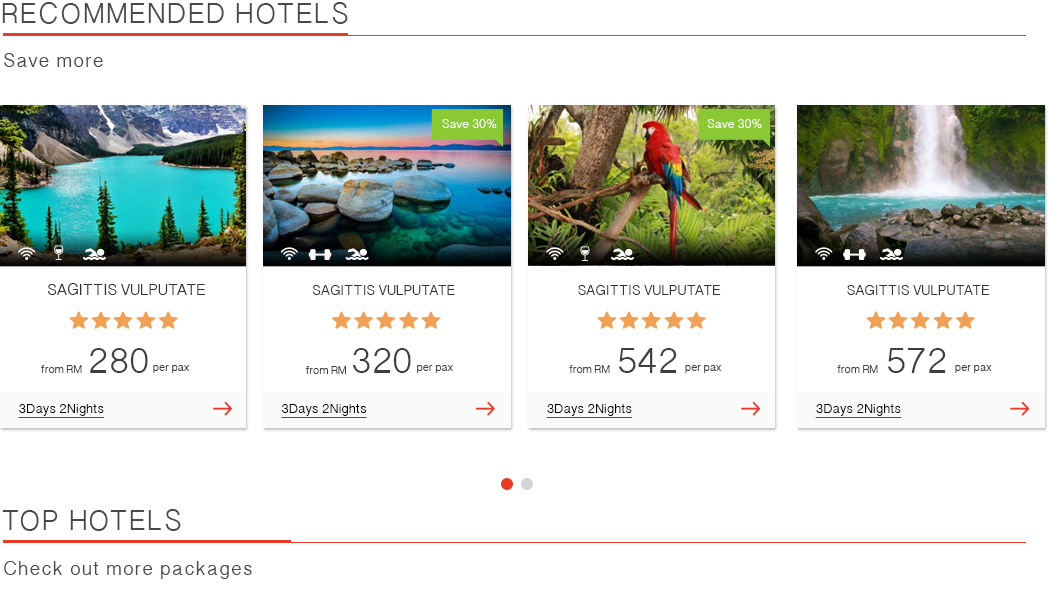 RECOMMENDED HOTELS
Save more
Save 30%
Save 30%
SAGITTIS VULPUTATE
SAGITTIS VULPUTATE
SAGITTIS VULPUTATE
SAGITTIS VULPUTATE
from RM 280 per pax
from RM 320 per pax
from RM 542 per pax
from RM 572 per pax
3Days 2Nights
3Days 2Nights
3Days 2Nights
3Days 2Nights
TOP HOTELS
Check out more packages